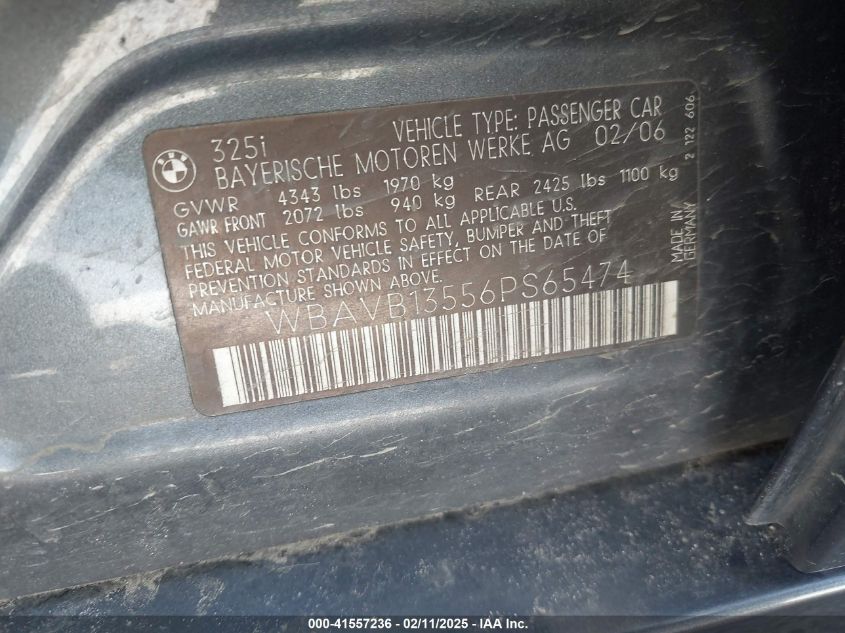 BMW
325i VEHICLE TYPE: PASSENGER CAR
BAYERISCHE MOTOREN WERKE AG 02/06
GVWR 4343 lbs 1970 kg
GAWR FRONT 2072 lbs 940 kg REAR 2425 lbs 1100 kg
THIS VEHICLE CONFORMS TO ALL APPLICABLE U.S.
FEDERAL MOTOR VEHICLE SAFETY, BUMPER AND THEFT
PREVENTION STANDARDS IN EFFECT ON THE DATE OF
MANUFACTURE SHOWN ABOVE.
WBAVB13556PS65474
MADE IN
GERMANY
2 122 606
000-41557236 - 02/11/2025 - COPYRIGHT © IAA, Inc.